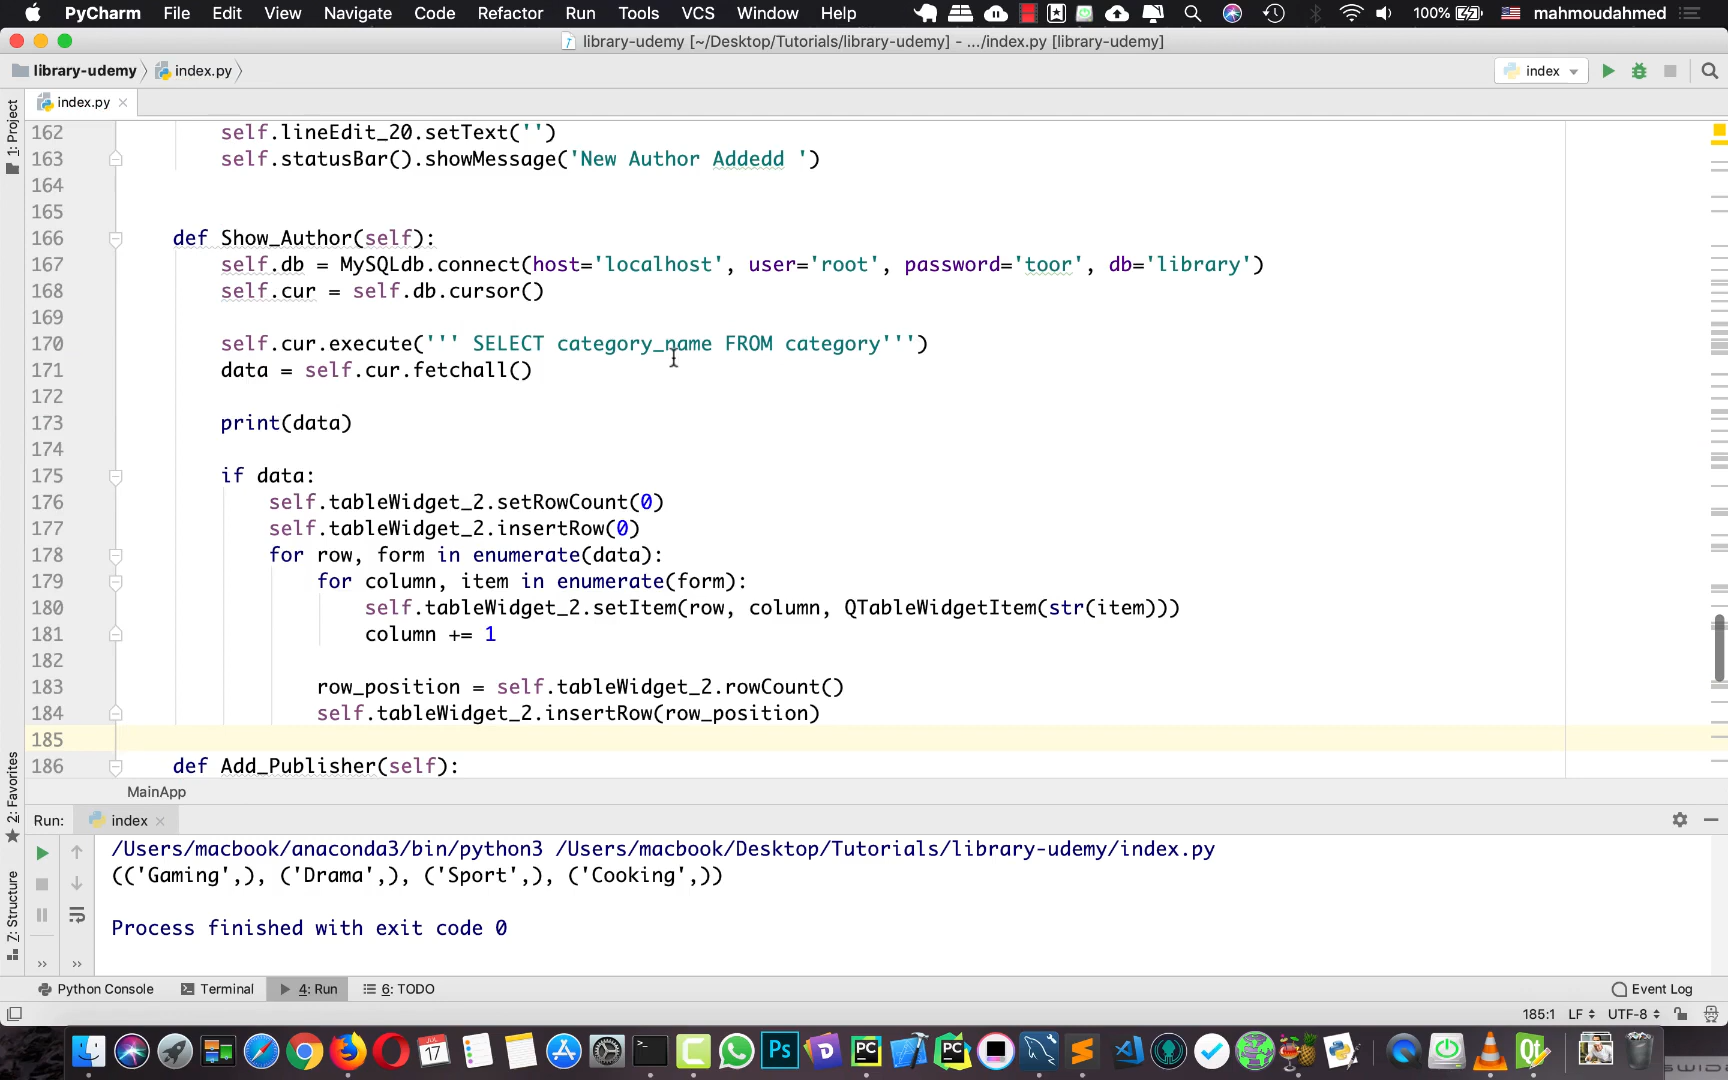 PyCharm File Edit View Navigate Code Refactor Run Tools VCS Window Help 100% mahmoudahmed
library-udemy [~/Desktop/Tutorials/library-udemy] - .../index.py [library-udemy]
library-udemy index.py index
1: Project
index.py
162 self.lineEdit_20.setText('')
163 self.statusBar().showMessage('New Author Addedd ')
164
165
166 def Show_Author(self):
167 self.db = MySQLdb.connect(host='localhost', user='root', password='toor', db='library')
168 self.cur = self.db.cursor()
169
170 self.cur.execute(''' SELECT category_name FROM category''')
171 data = self.cur.fetchall()
172
173 print(data)
174
175 if data:
176 self.tableWidget_2.setRowCount(0)
177 self.tableWidget_2.insertRow(0)
178 for row, form in enumerate(data):
179 for column, item in enumerate(form):
180 self.tableWidget_2.setItem(row, column, QTableWidgetItem(str(item)))
181 column += 1
182
183 row_position = self.tableWidget_2.rowCount()
184 self.tableWidget_2.insertRow(row_position)
185
186 def Add_Publisher(self):
MainApp
2: Favorites
7: Structure
Run: index
/Users/macbook/anaconda3/bin/python3 /Users/macbook/Desktop/Tutorials/library-udemy/index.py
(('Gaming',), ('Drama',), ('Sport',), ('Cooking',))
Process finished with exit code 0
Python Console Terminal 4: Run 6: TODO Event Log
185:1 LF UTF-8
JUL
17
Ps
PC
PC
Qt